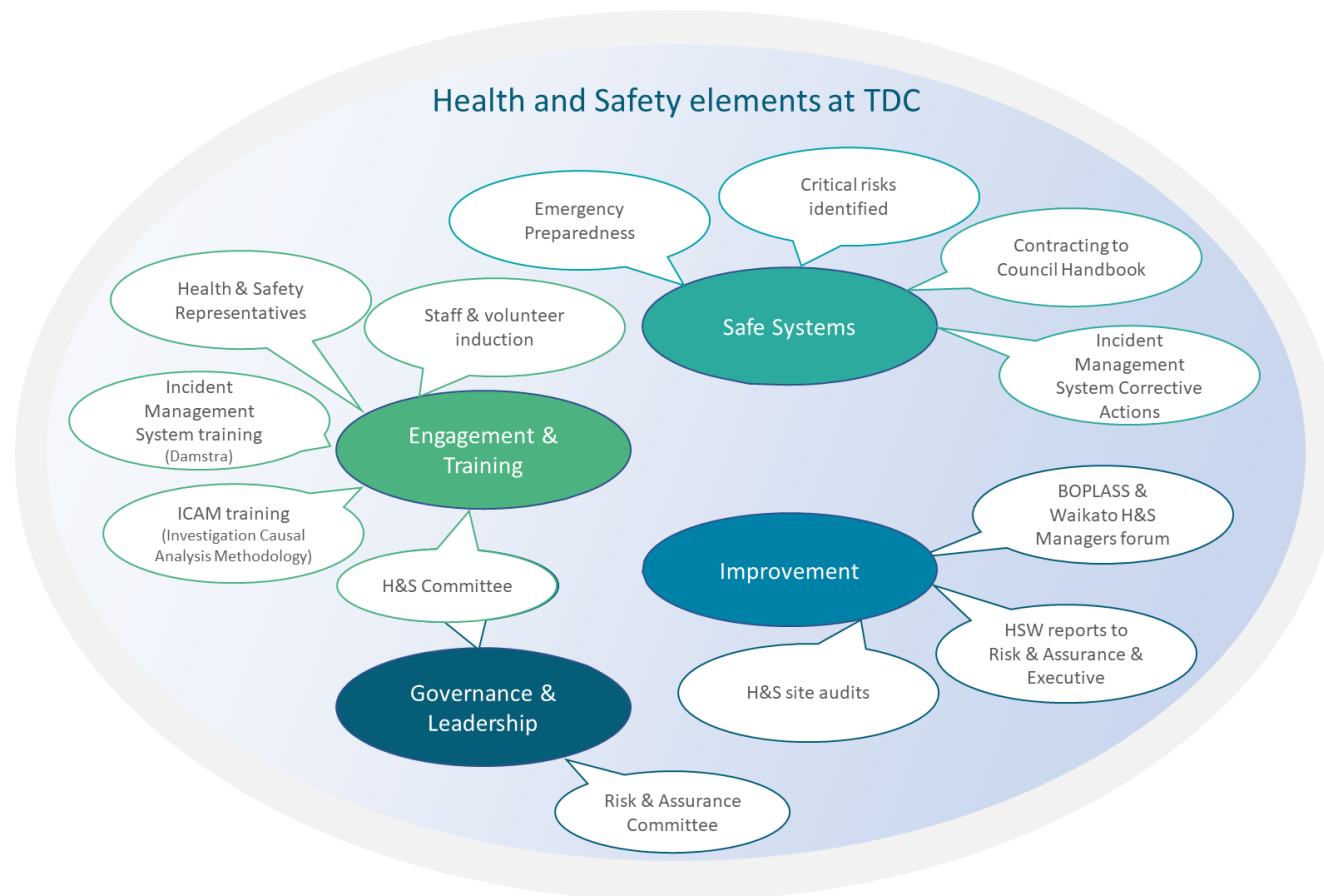 Health and Safety elements at TDC
Critical risks
identified
Emergency
Preparedness
Contracting to
Council Handbook
Health & Safety
Representatives
Staff & volunteer
induction
Safe Systems
Incident
Management
System Corrective
Actions
Incident
Management
System training
(Damstra)
Engagement &
Training
ICAM training
(Investigation Causal
Analysis Methodology)
BOPLASS &
Waikato H&S
Managers forum
Improvement
H&S Committee
HSW reports to
Risk & Assurance &
Executive
H&S site audits
Governance &
Leadership
Risk & Assurance
Committee